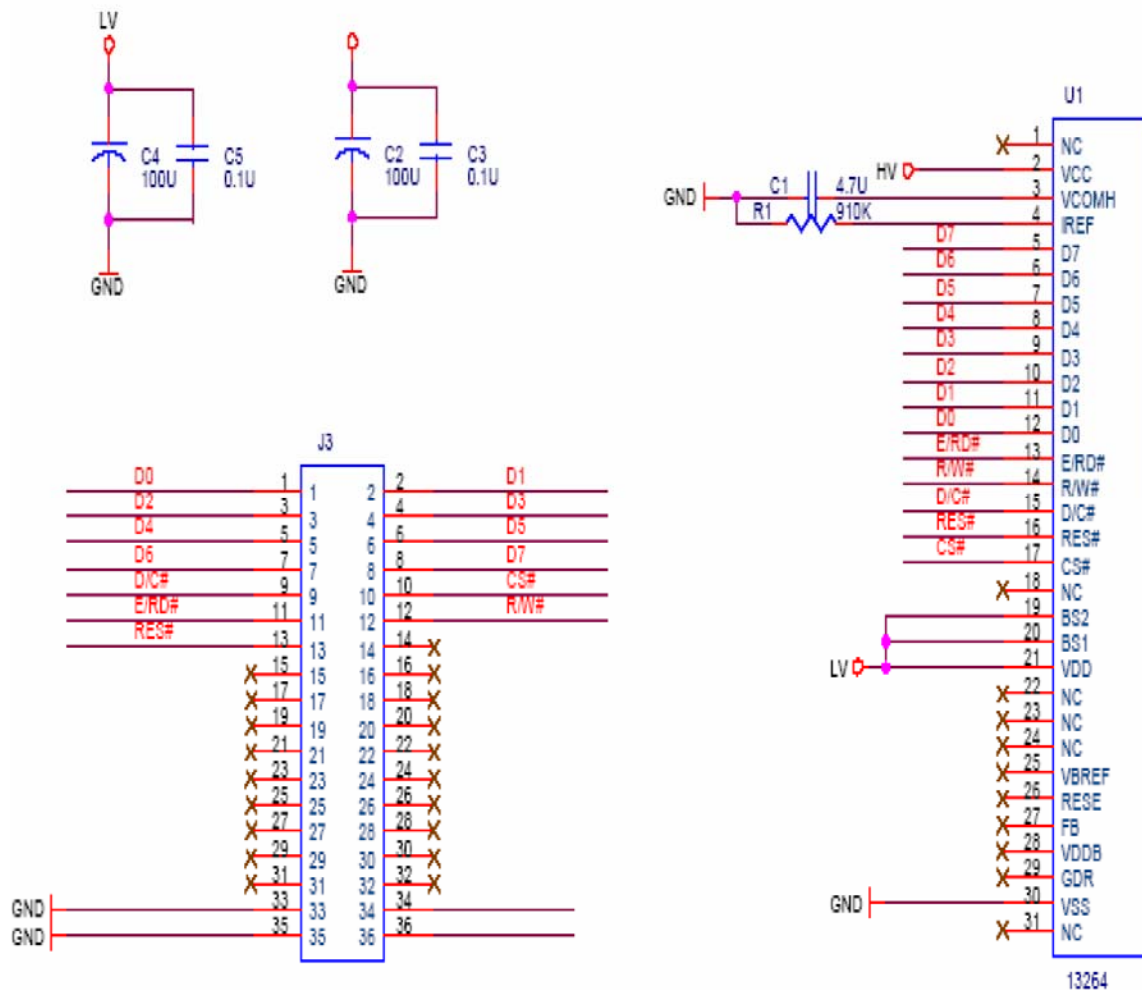 LV
C4
100U
C5
0.1U
GND
C2
100U
C3
0.1U
GND
U1
1 NC
HV 2 VCC
GND C1 4.7U 3 VCOMH
R1 910K 4 IREF
D7 5 D7
D6 6 D6
D5 7 D5
D4 8 D4
D3 9 D3
D2 10 D2
D1 11 D1
D0 12 D0
E/RD# 13 E/RD#
R/W# 14 R/W#
D/C# 15 D/C#
RES# 16 RES#
CS# 17 CS#
18 NC
19 BS2
20 BS1
LV 21 VDD
22 NC
23 NC
24 NC
25 VBREF
26 RESE
27 FB
28 VDDB
29 GDR
GND 30 VSS
31 NC
13264
J3
D0 1 1 2 2 D1
D2 3 3 4 4 D3
D4 5 5 6 6 D5
D6 7 7 8 8 D7
D/C# 9 9 10 10 CS#
E/RD# 11 11 12 12 R/W#
RES# 13 13 14 14
15 15 16 16
17 17 18 18
19 19 20 20
21 21 22 22
23 23 24 24
25 25 26 26
27 27 28 28
29 29 30 30
31 31 32 32
GND 33 33 34 34
GND 35 35 36 36